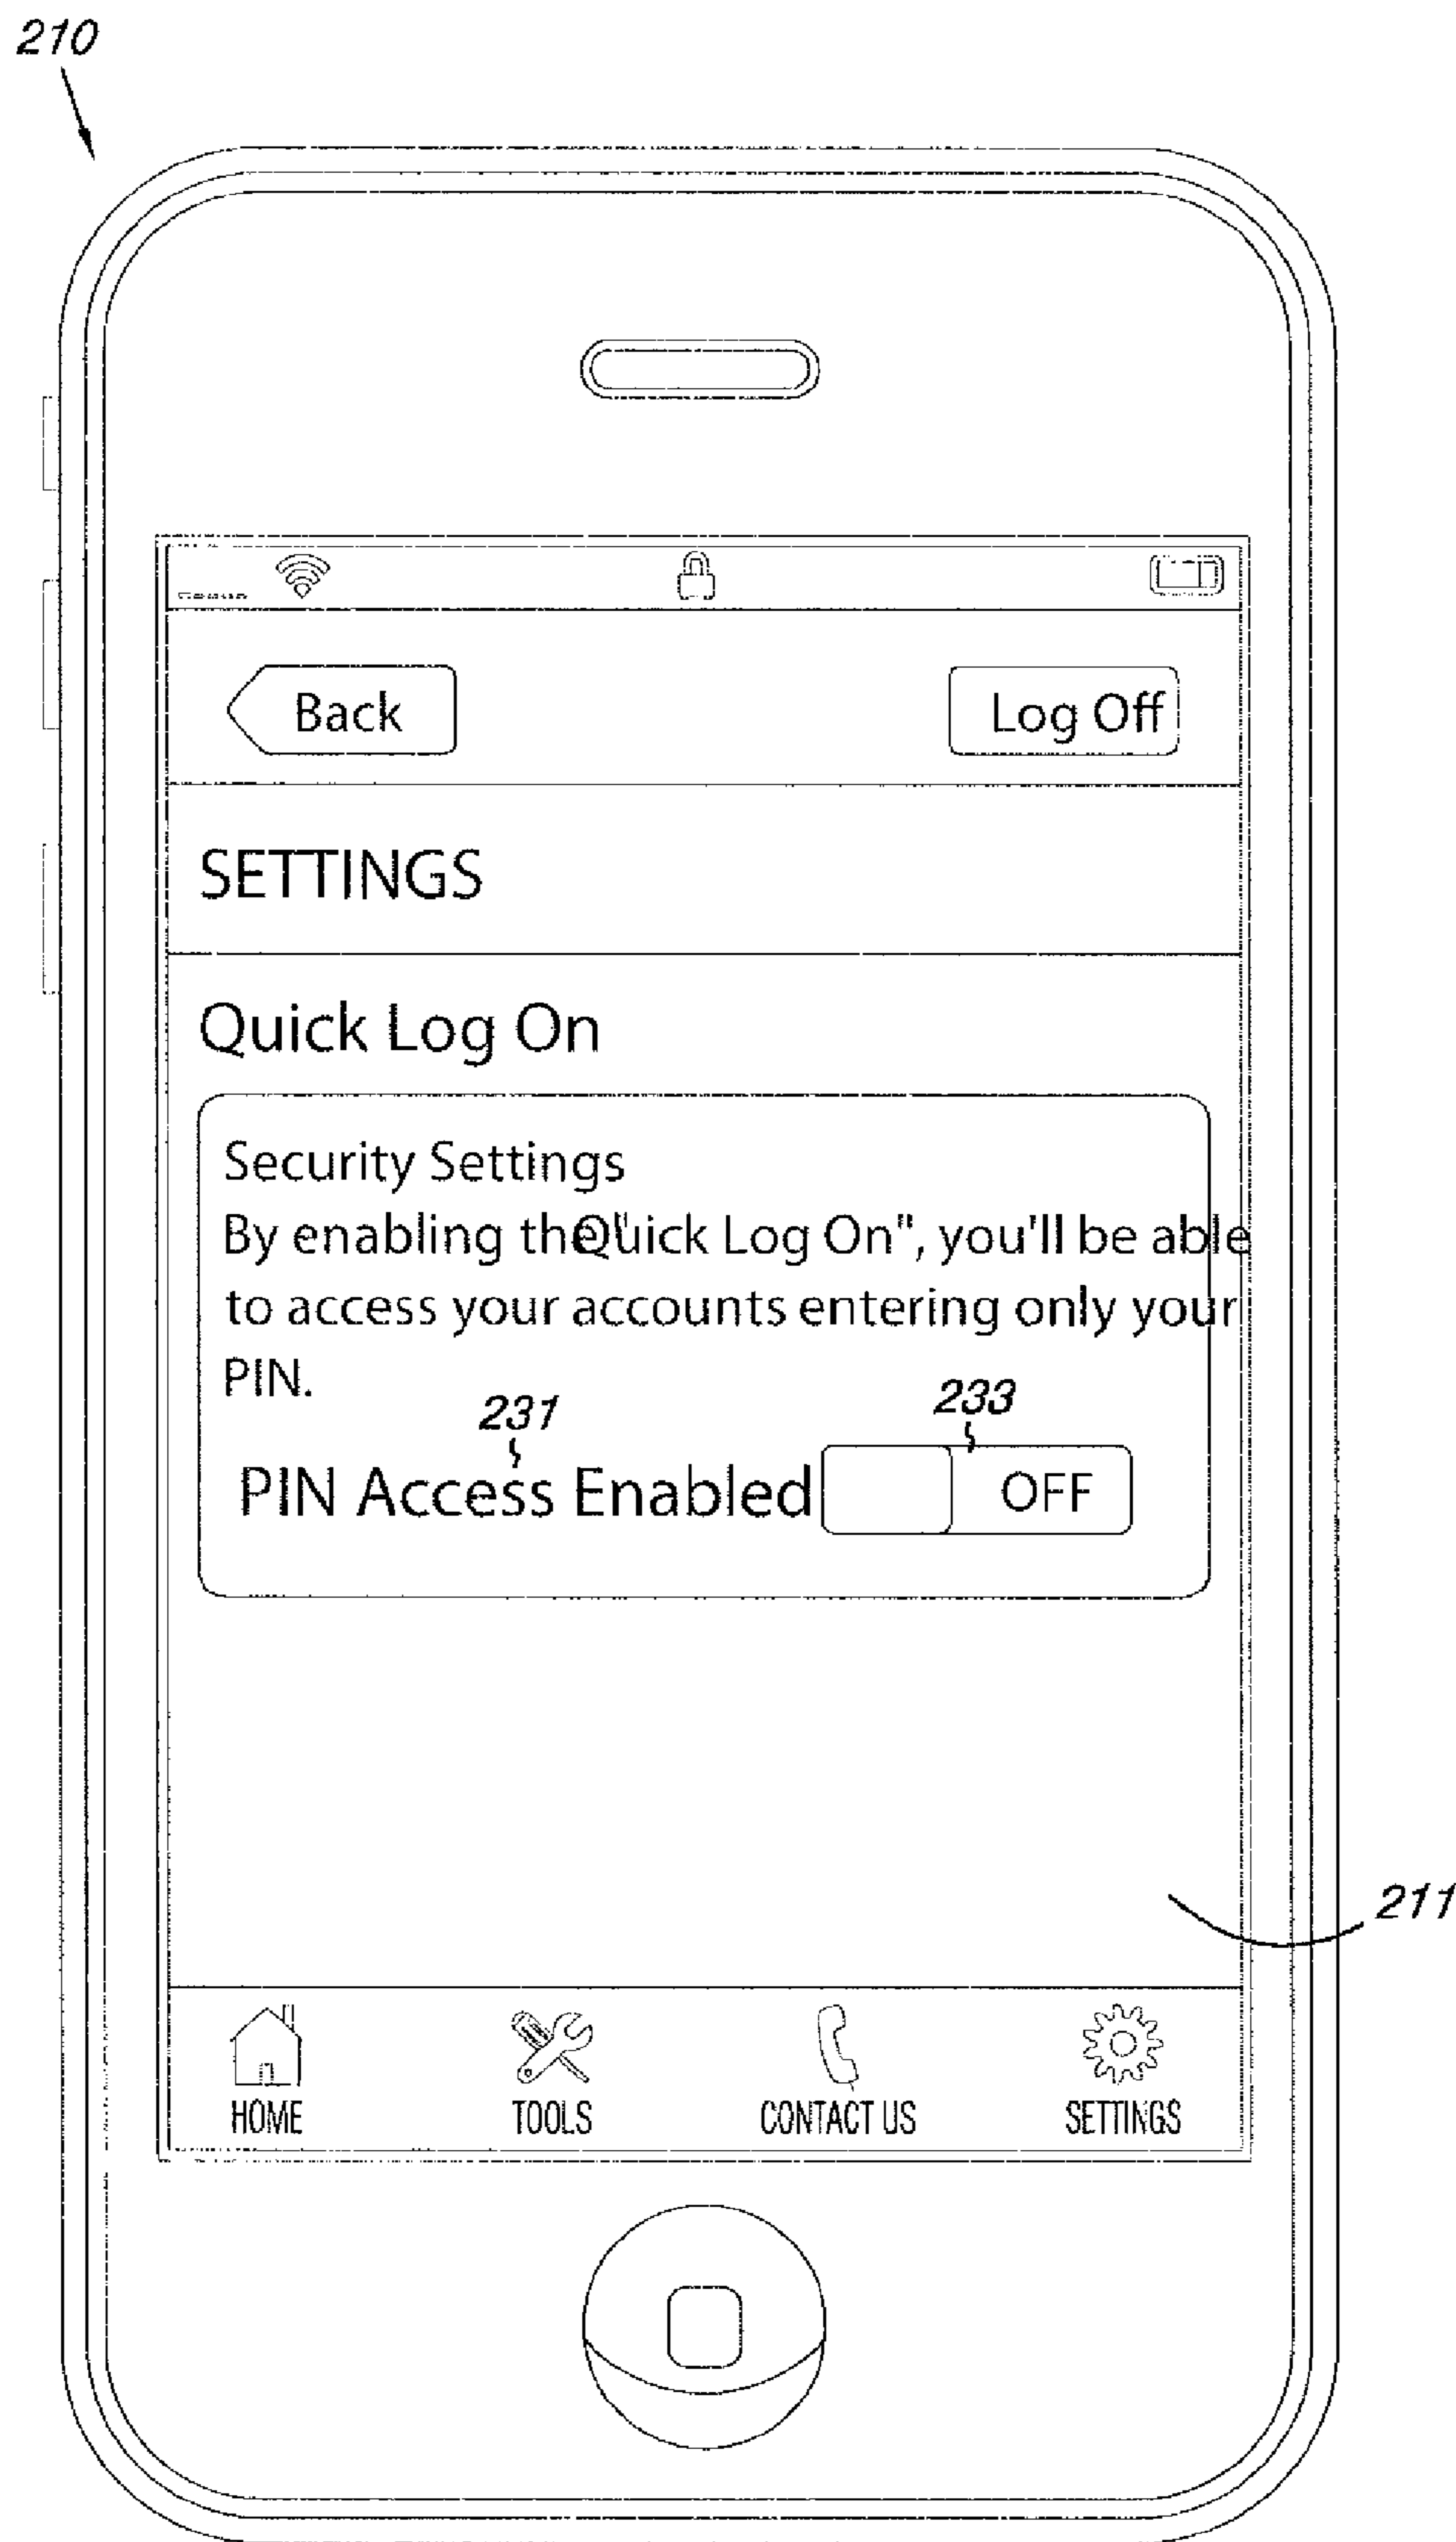 210
Back
Log Off
SETTINGS
Quick Log On
Security Settings
By enabling the "Quick Log On", you'll be able
to access your accounts entering only your
PIN.
231
233
PIN Access Enabled
OFF
211
HOME
TOOLS
CONTACT US
SETTINGS